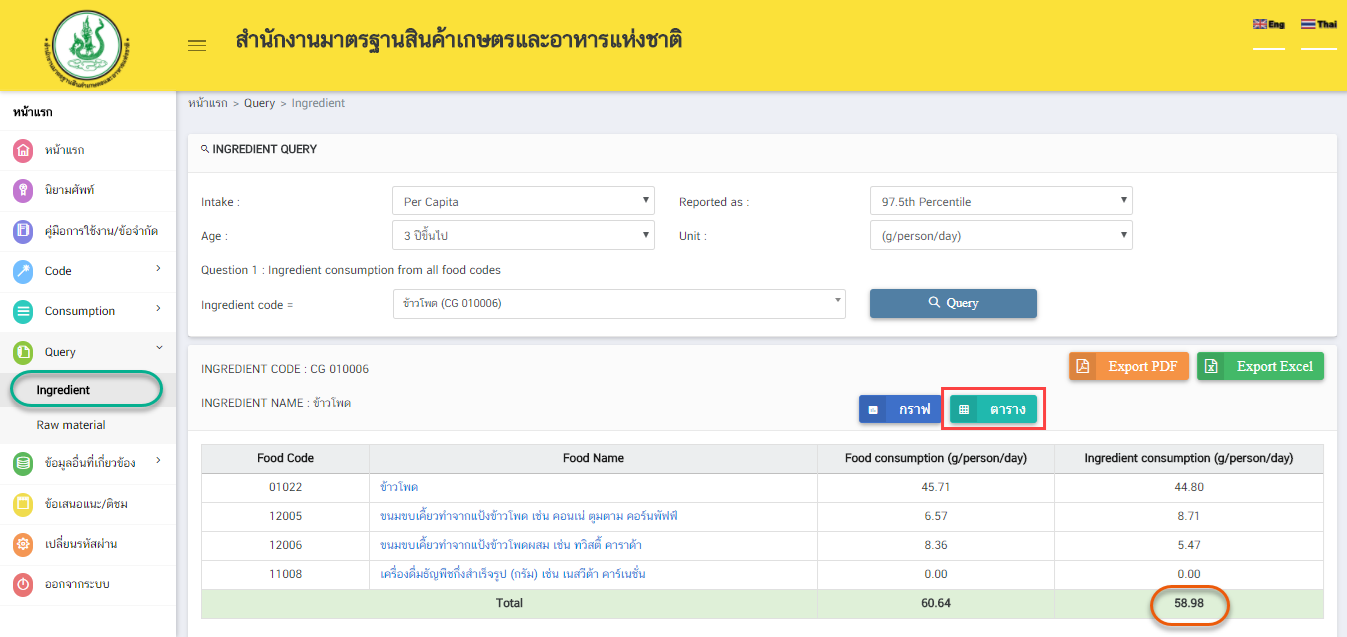 สำนักงานมาตรฐานสินค้าเกษตรและอาหารแห่งชาติ
Eng
Thai
หน้าแรก
หน้าแรก
นิยามศัพท์
คู่มือการใช้งาน/ข้อจำกัด
Code
Consumption
Query
Ingredient
Raw material
ข้อมูลอื่นที่เกี่ยวข้อง
ข้อเสนอแนะ/ติชม
เปลี่ยนรหัสผ่าน
ออกจากระบบ
หน้าแรก > Query > Ingredient
INGREDIENT QUERY
Intake : Per Capita Reported as : 97.5th Percentile
Age : 3 ปีขึ้นไป Unit : (g/person/day)
Question 1 : Ingredient consumption from all food codes
Ingredient code = ข้าวโพด (CG 010006) Query
INGREDIENT CODE : CG 010006 Export PDF Export Excel
INGREDIENT NAME : ข้าวโพด กราฟ ตาราง
Food Code Food Name Food consumption (g/person/day) Ingredient consumption (g/person/day)
01022 ข้าวโพด 45.71 44.80
12005 ขนมขบเคี้ยวทำจากแป้งข้าวโพด เช่น คอนเน่ ตูมตาม คอร์นพัฟฟี 6.57 8.71
12006 ขนมขบเคี้ยวทำจากแป้งข้าวโพดผสม เช่น ทวิสตี้ คาราด้า 8.36 5.47
11008 เครื่องดื่มธัญพืชกึ่งสำเร็จรูป (กรัม) เช่น เนสวีต้า คาร์เนชั่น 0.00 0.00
Total 60.64 58.98